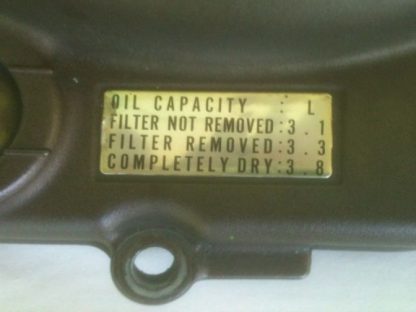 OIL CAPACITY : L
FILTER NOT REMOVED:3.1
FILTER REMOVED:3.3
COMPLETELY DRY:3.8